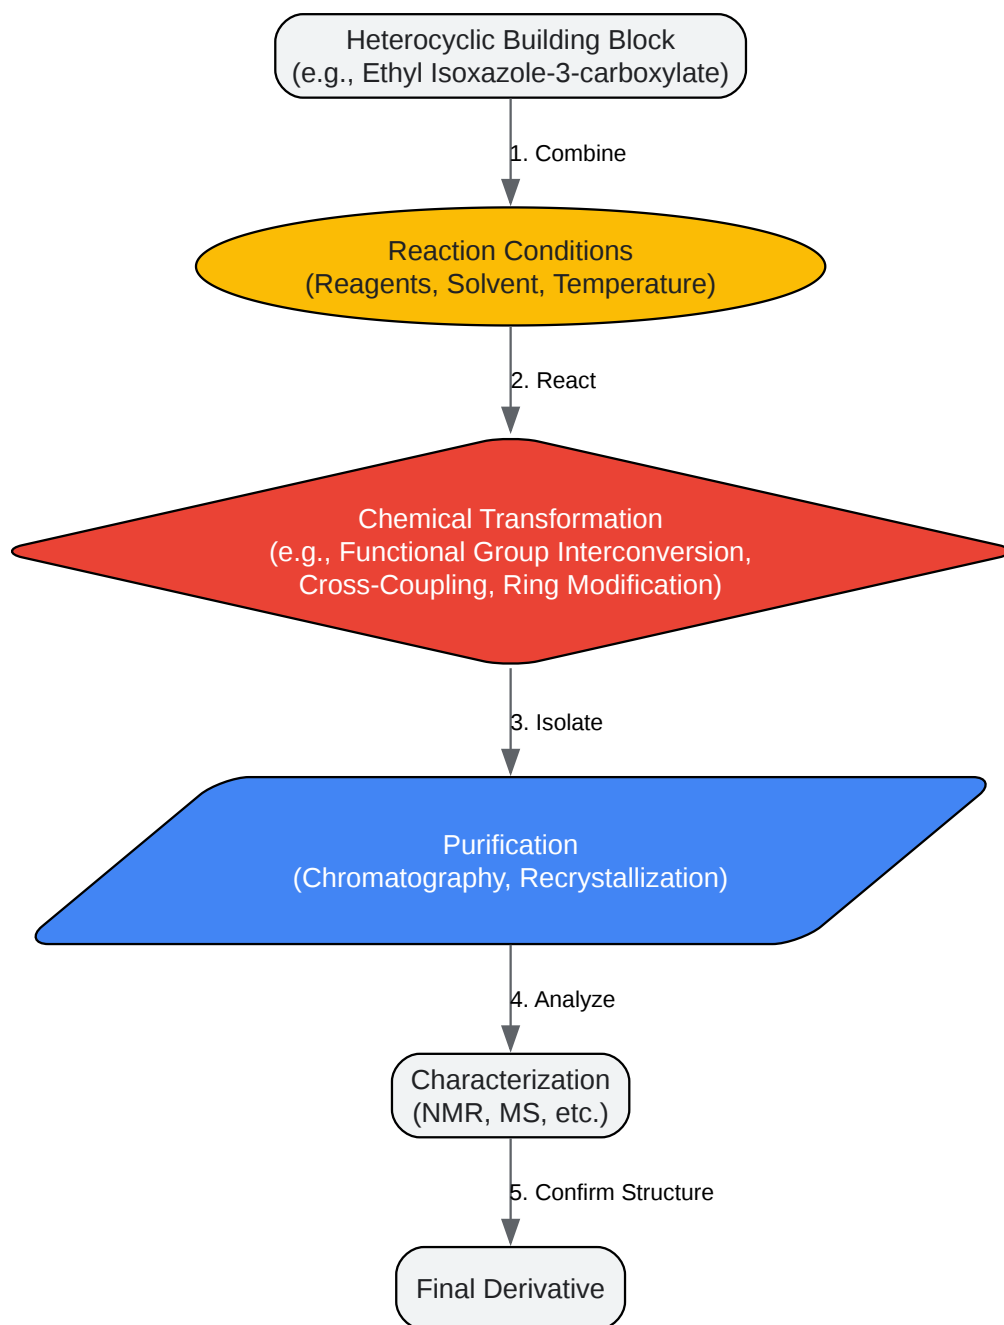 Heterocyclic Building Block
(e.g., Ethyl Isoxazole-3-carboxylate)
1. Combine
Reaction Conditions
(Reagents, Solvent, Temperature)
2. React
Chemical Transformation
(e.g., Functional Group Interconversion,
Cross-Coupling, Ring Modification)
3. Isolate
Purification
(Chromatography, Recrystallization)
4. Analyze
Characterization
(NMR, MS, etc.)
5. Confirm Structure
Final Derivative